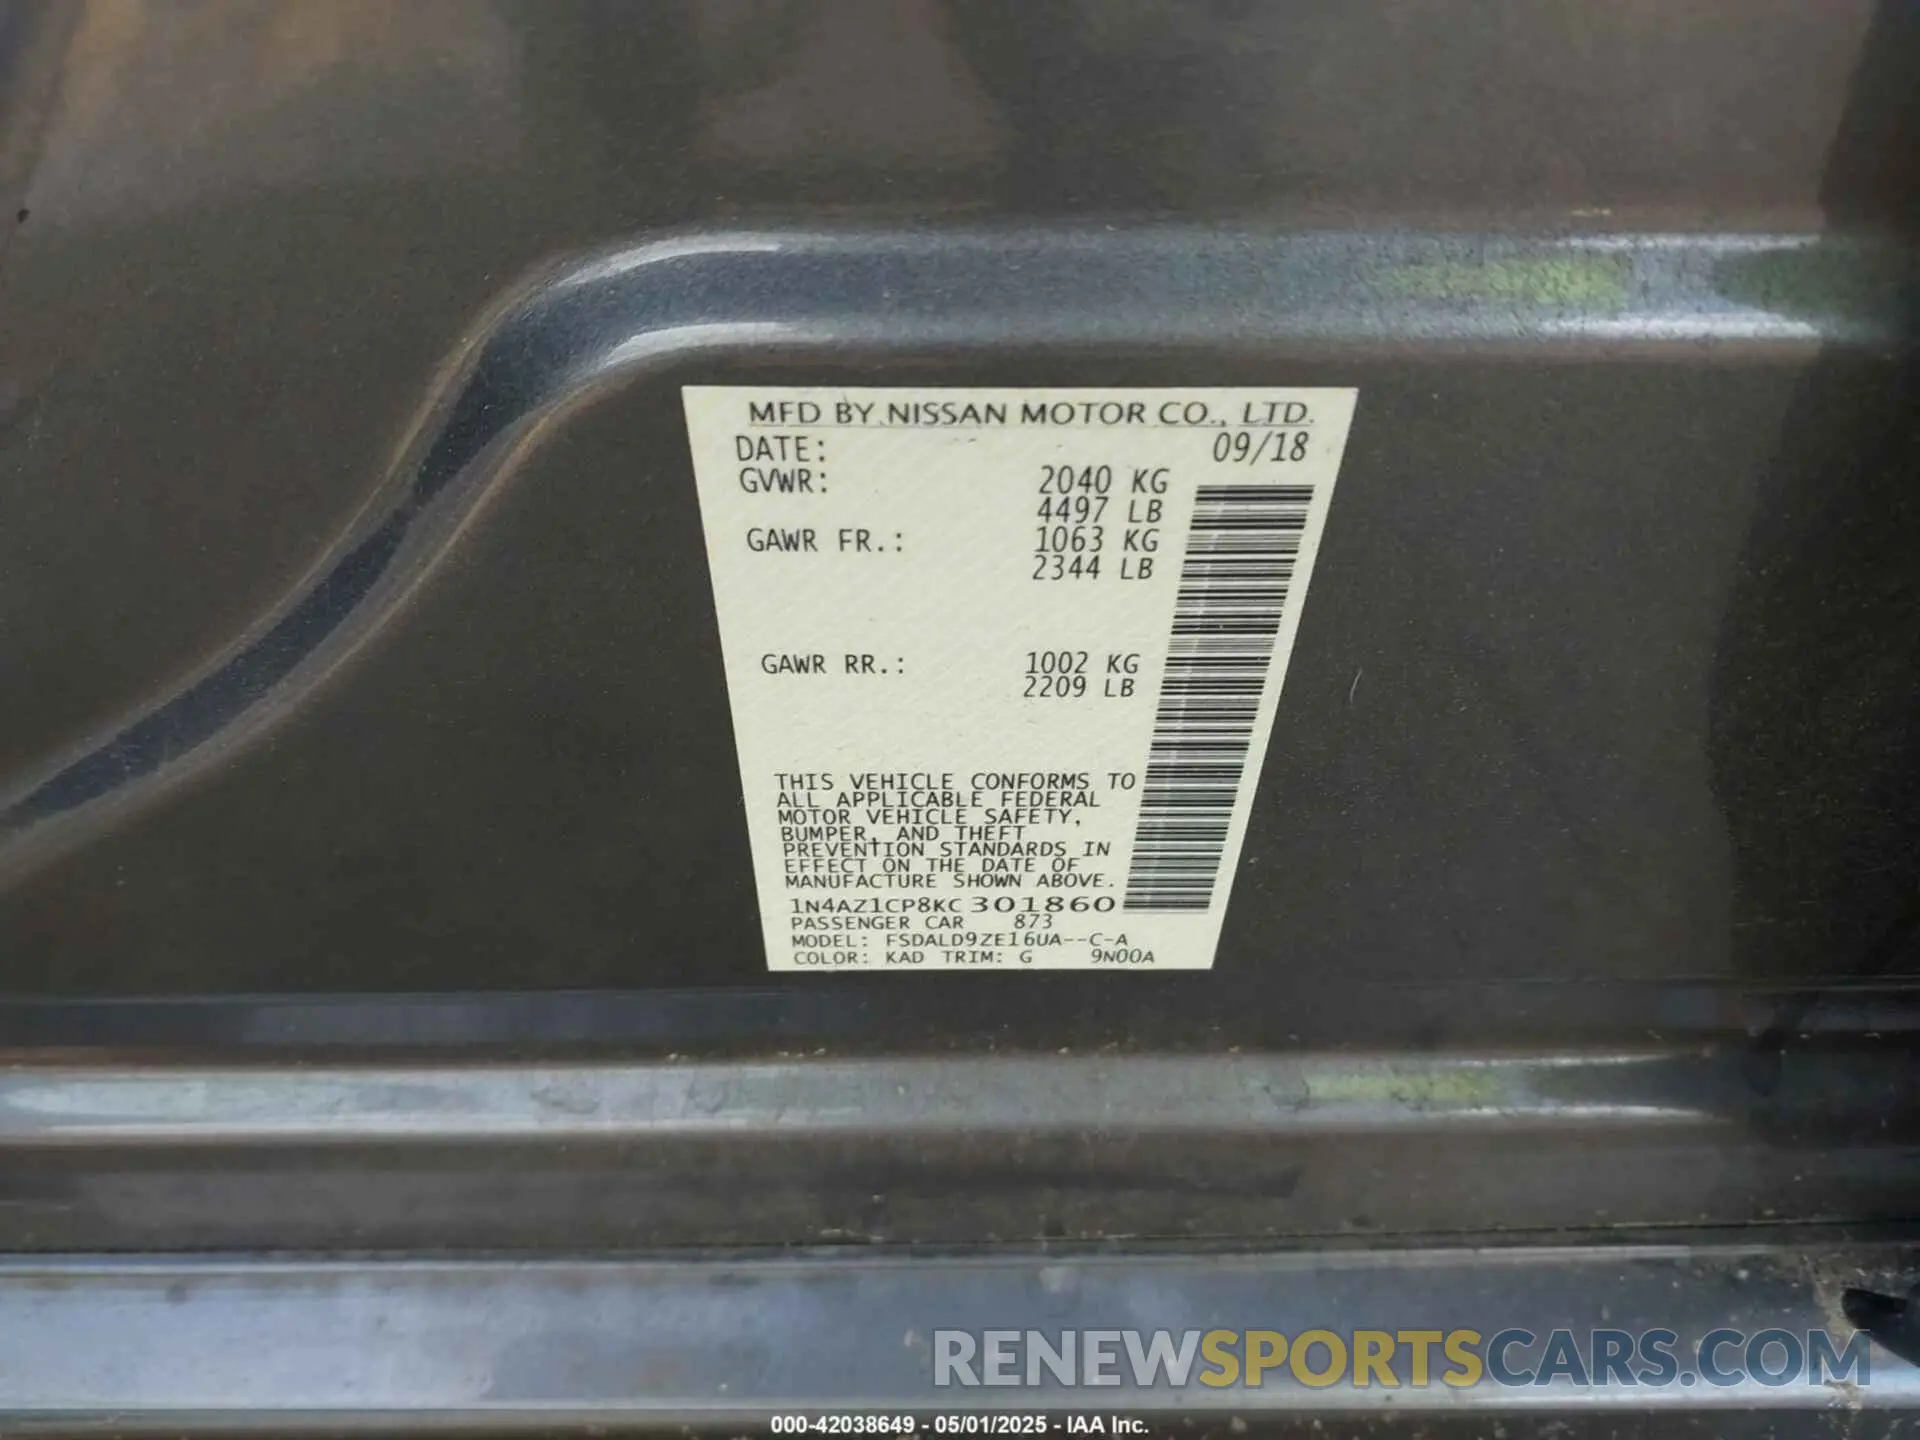 MFD BY NISSAN MOTOR CO., LTD.
DATE: 09/18
GVWR: 2040 KG
4497 LB
GAWR FR.: 1063 KG
2344 LB
GAWR RR.: 1002 KG
2209 LB
THIS VEHICLE CONFORMS TO
ALL APPLICABLE FEDERAL
MOTOR VEHICLE SAFETY,
BUMPER, AND THEFT
PREVENTION STANDARDS IN
EFFECT ON THE DATE OF
MANUFACTURE SHOWN ABOVE.
1N4AZ1CP8KC301860
PASSENGER CAR 873
MODEL: FSDALD9ZE16UA--C-A
COLOR: KAD TRIM: G 9N00A
RENEWSPORTSCARS.COM
000-42038649 - 05/01/2025 - IAA Inc.